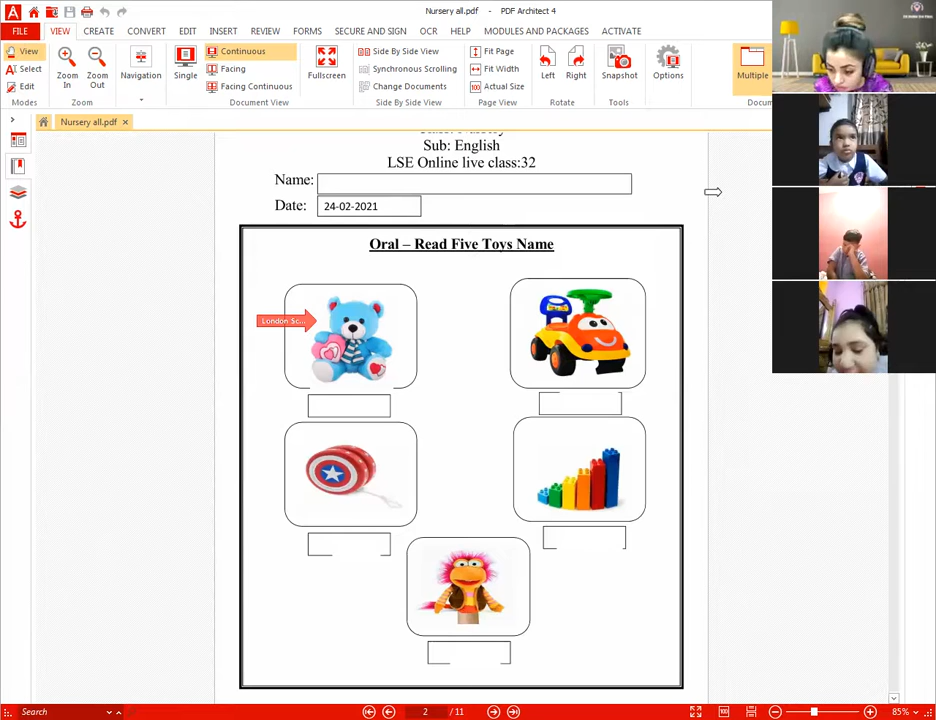 Nursery all.pdf - PDF Architect 4
FILE VIEW CREATE CONVERT EDIT INSERT REVIEW FORMS SECURE AND SIGN OCR HELP MODULES AND PACKAGES ACTIVATE
View
Select
Edit
Modes
Zoom In
Zoom Out
Zoom
Navigation
Single
Continuous
Facing
Facing Continuous
Document View
Fullscreen
Side By Side View
Synchronous Scrolling
Change Documents
Side By Side
Fit Page
Fit Width
Actual Size
Page View
Left
Right
Rotate
Snapshot
Tools
Options
Multiple
Docum
Nursery all.pdf
Sub: English
LSE Online live class:32
Name:
Date: 24-02-2021
Oral – Read Five Toys Name
London Sc...
Search
2 / 11
85%